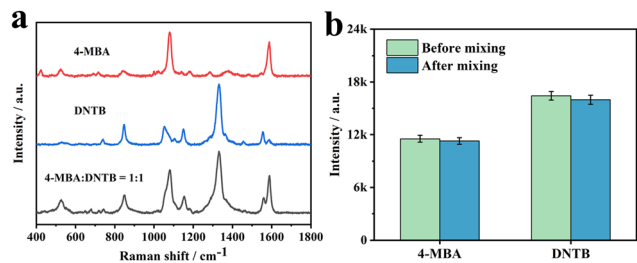 a
4-MBA
DNTB
4-MBA:DNTB = 1:1
Intensity / a.u.
400 600 800 1000 1200 1400 1600 1800
Raman shift / cm⁻¹
b
Before mixing
After mixing
24k
18k
12k
6k
0
Intensity / a.u.
4-MBA DNTB